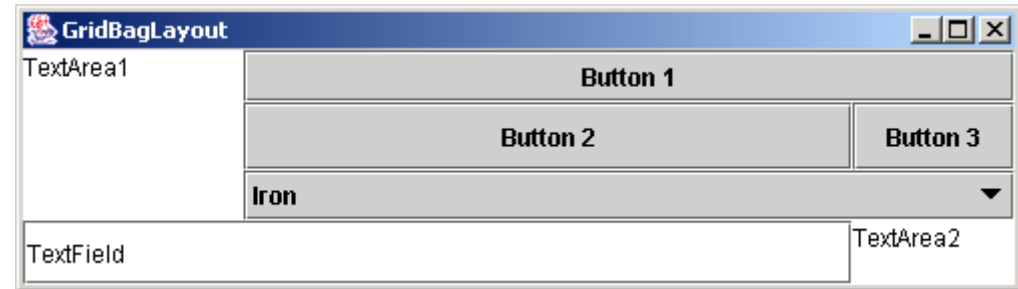 GridBagLayout
TextArea1
Button 1
Button 2
Button 3
Iron
TextField
TextArea2